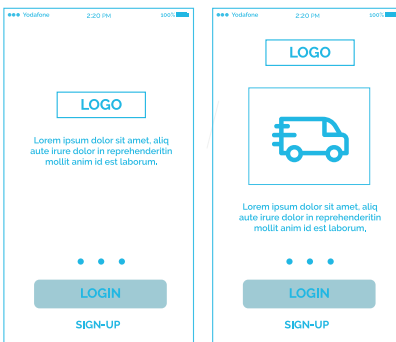 Yodafone 2:20 PM 100%
LOGO
Lorem ipsum dolor sit amet, aliq
aute irure dolor in reprehenderitin
mollit anim id est laborum.
LOGIN
SIGN-UP
Yodafone 2:20 PM 100%
LOGO
Lorem ipsum dolor sit amet, aliq
aute irure dolor in reprehenderitin
mollit anim id est laborum.
LOGIN
SIGN-UP